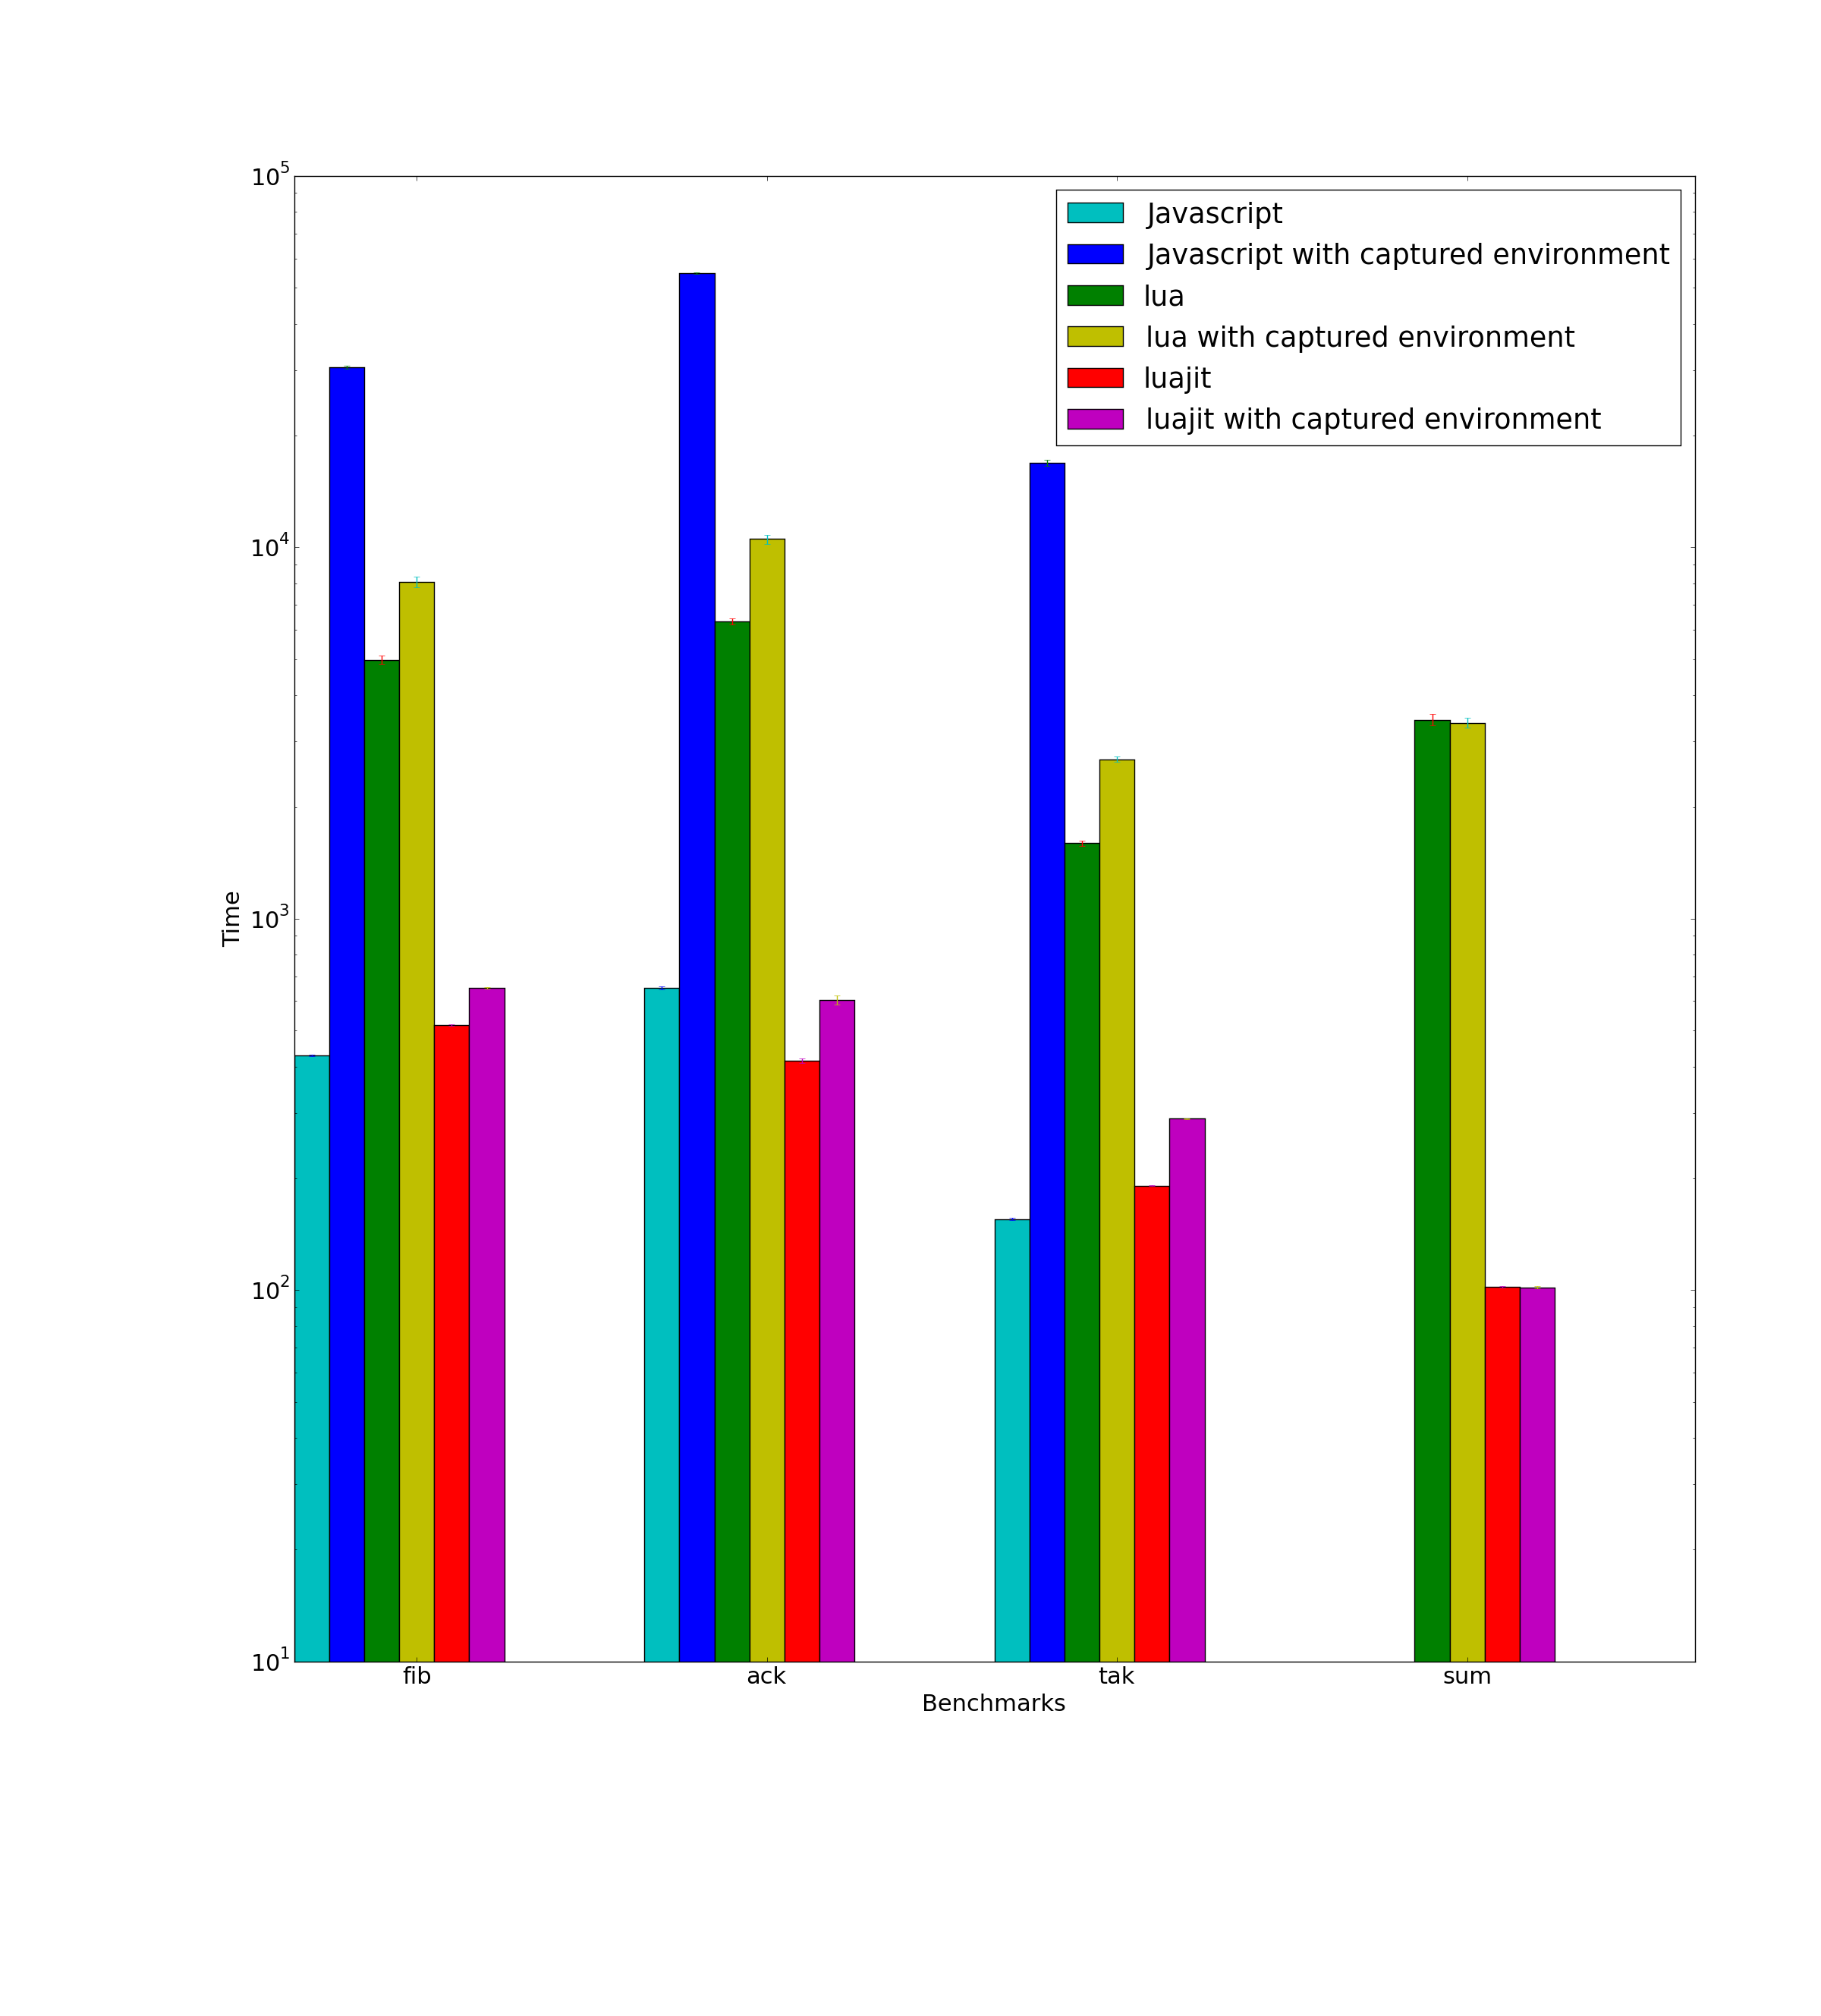 10^5
10^4
10^3
10^2
10^1
Time
Javascript
Javascript with captured environment
lua
lua with captured environment
luajit
luajit with captured environment
fib ack tak sum
Benchmarks